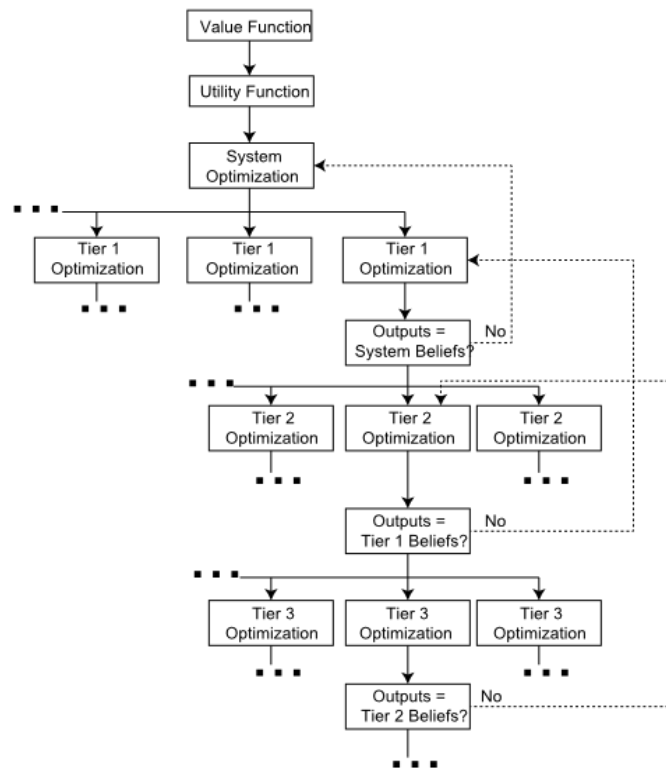 Value Function
Utility Function
System
Optimization
Tier 1
Optimization
Tier 1
Optimization
Tier 1
Optimization
Outputs =
System Beliefs?
No
Tier 2
Optimization
Tier 2
Optimization
Tier 2
Optimization
Outputs =
Tier 1 Beliefs?
No
Tier 3
Optimization
Tier 3
Optimization
Tier 3
Optimization
Outputs =
Tier 2 Beliefs?
No